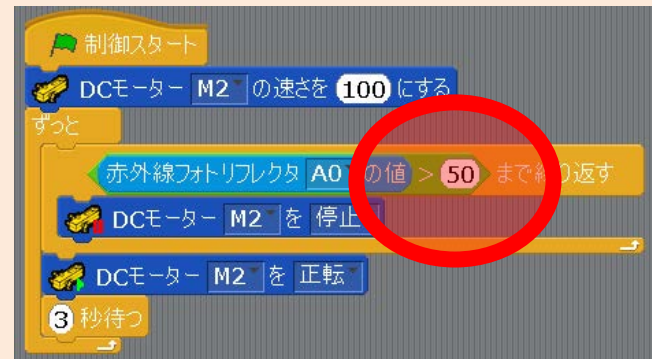 制御スタート
DCモーター M2 の速さを 100 にする
ずっと
赤外線フォトリフレクタ A0 の値 > 50 まで繰り返す
DCモーター M2 を 停止
DCモーター M2 を 正転
3 秒待つ